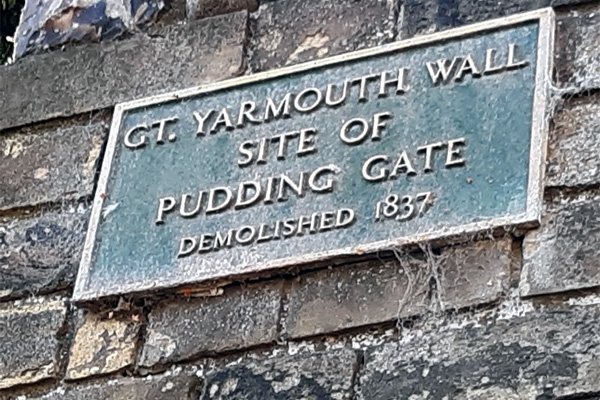 GT. YARMOUTH WALL
SITE OF
PUDDING GATE
DEMOLISHED 1837